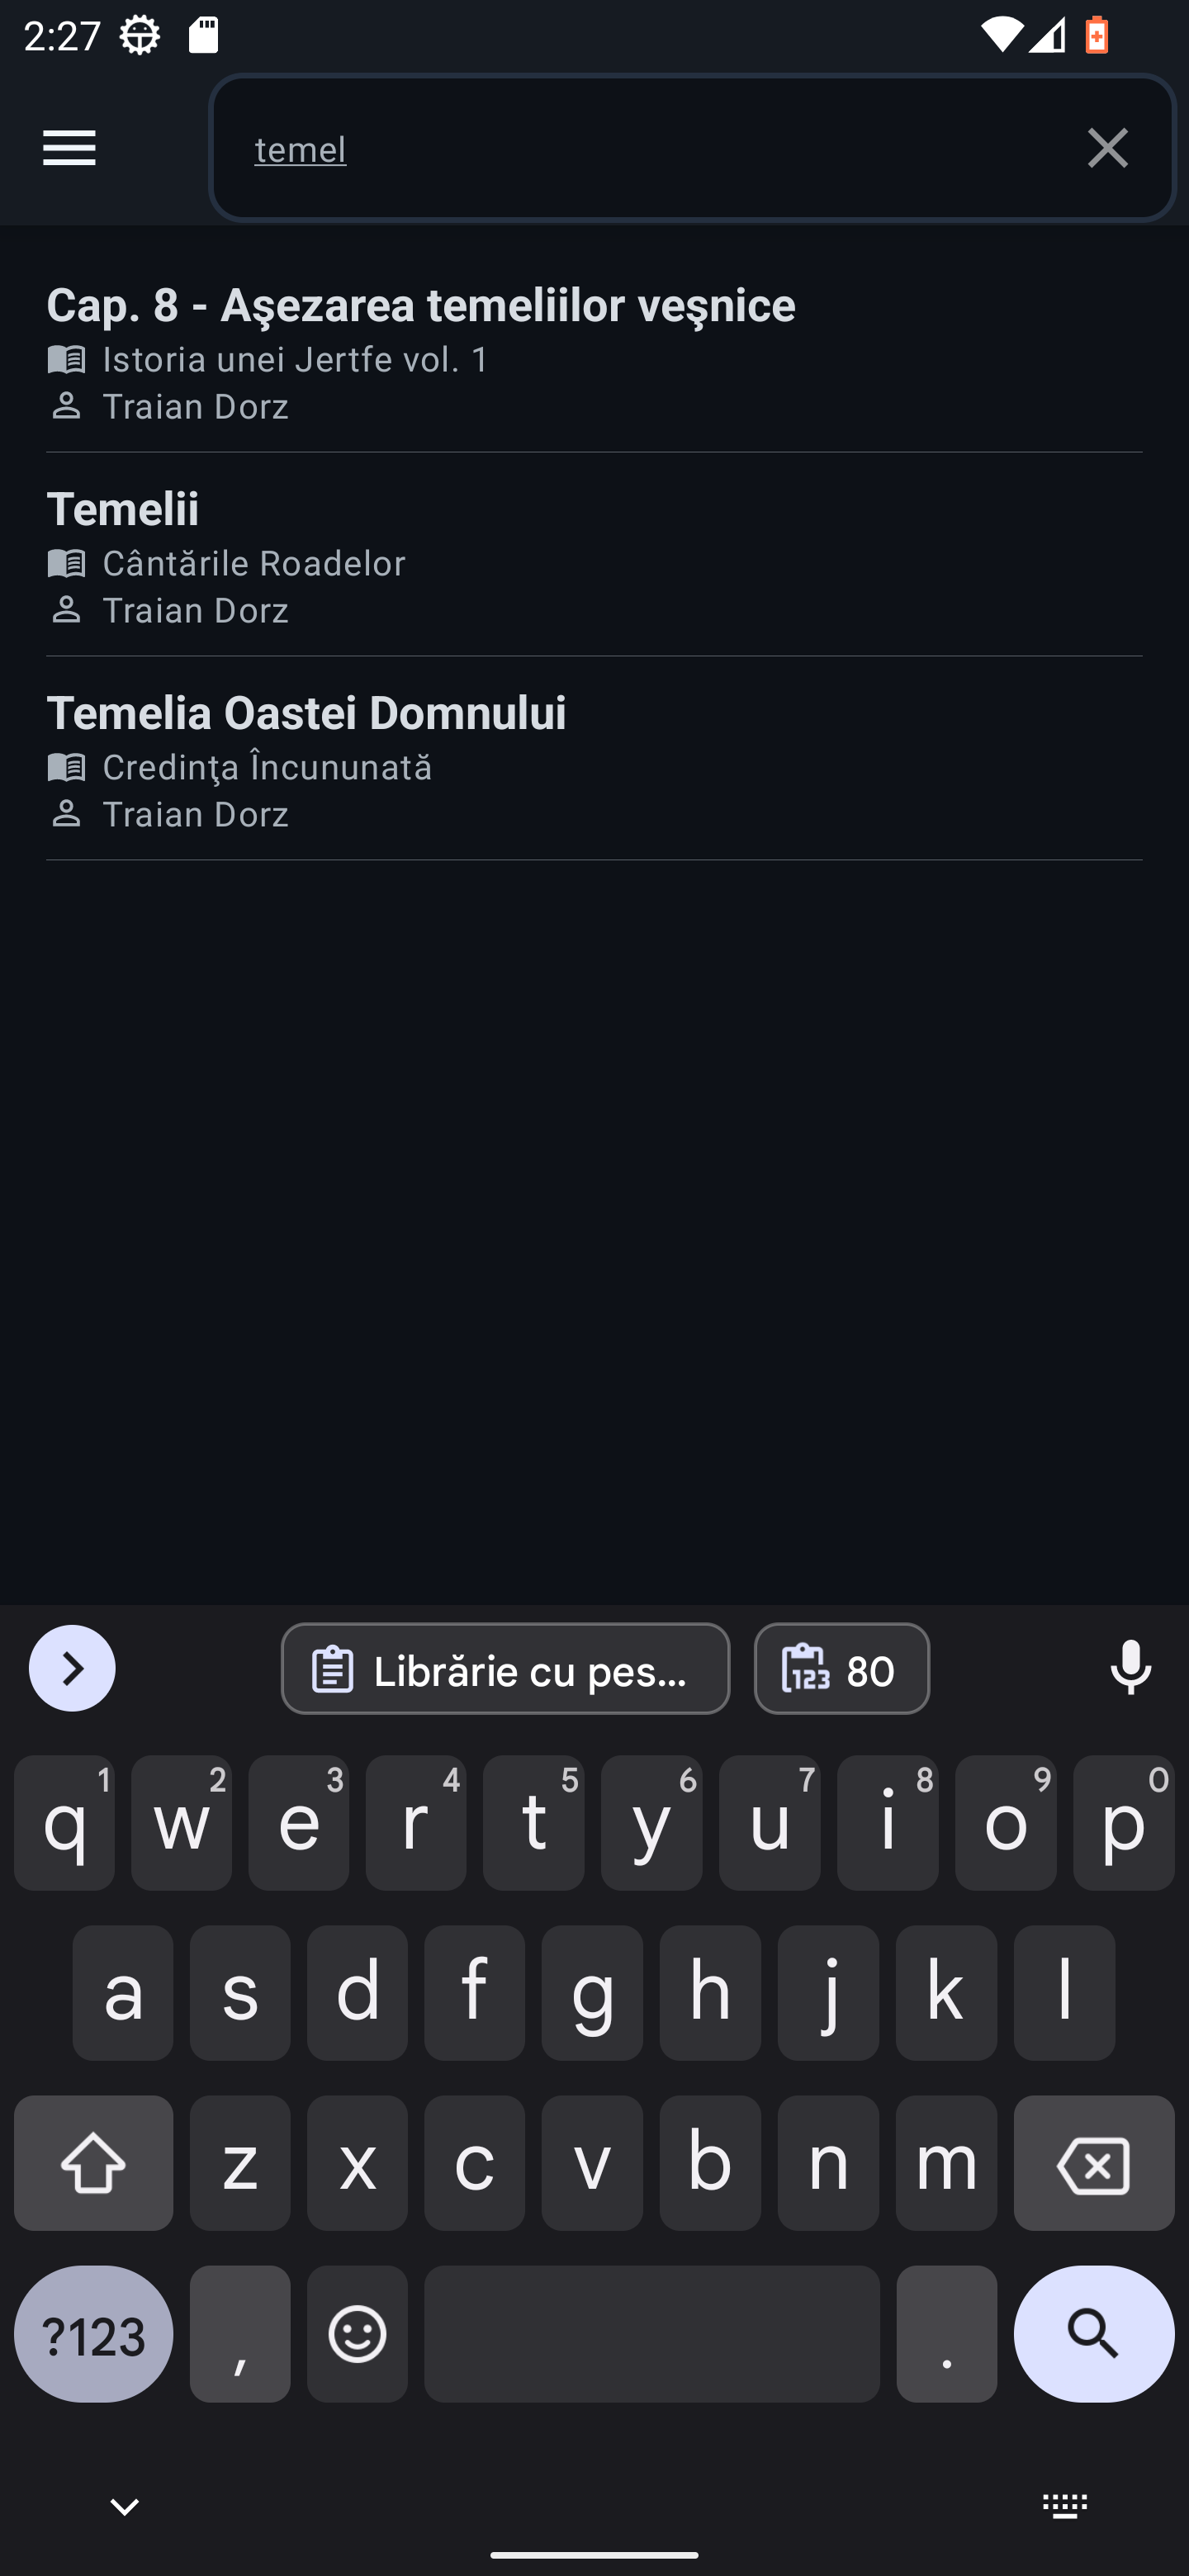 2:27
temel
Cap. 8 - Aşezarea temeliilor veşnice
Istoria unei Jertfe vol. 1
Traian Dorz
Temelii
Cântările Roadelor
Traian Dorz
Temelia Oastei Domnului
Credinţa Încununată
Traian Dorz
Librărie cu pes... 123 80
1 2 3 4 5 6 7 8 9 0
q w e r t y u i o p
a s d f g h j k l
z x c v b n m
?123 , .